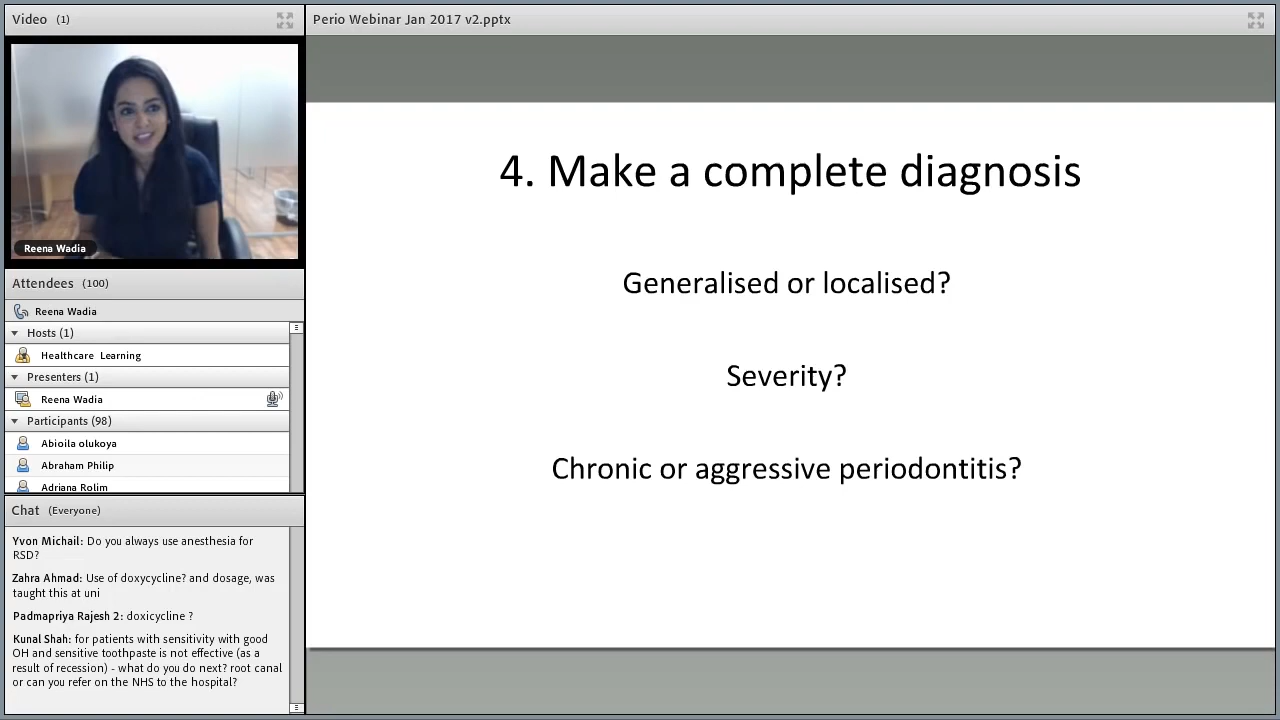 Video (1)
Reena Wadia
Attendees (100)
Reena Wadia
Hosts (1)
Healthcare Learning
Presenters (1)
Reena Wadia
Participants (98)
Abioila olukoya
Abraham Philip
Adriana Rolim
Chat (Everyone)
Yvon Michail: Do you always use anesthesia for
RSD?
Zahra Ahmad: Use of doxycycline? and dosage, was
taught this at uni
Padmapriya Rajesh 2: doxicycline ?
Kunal Shah: for patients with sensitivity with good
OH and sensitive toothpaste is not effective (as a
result of recession) - what do you do next? root canal
or can you refer on the NHS to the hospital?
Perio Webinar Jan 2017 v2.pptx
4. Make a complete diagnosis
Generalised or localised?
Severity?
Chronic or aggressive periodontitis?